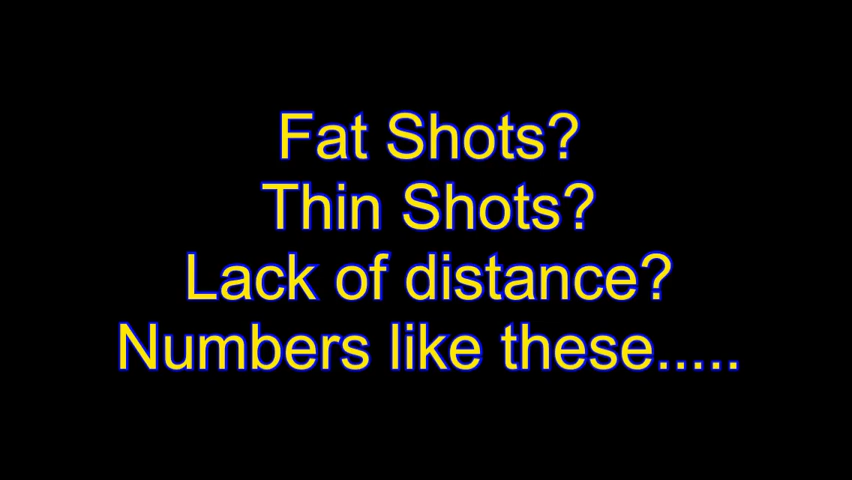 Fat Shots?
Thin Shots?
Lack of distance?
Numbers like these.....